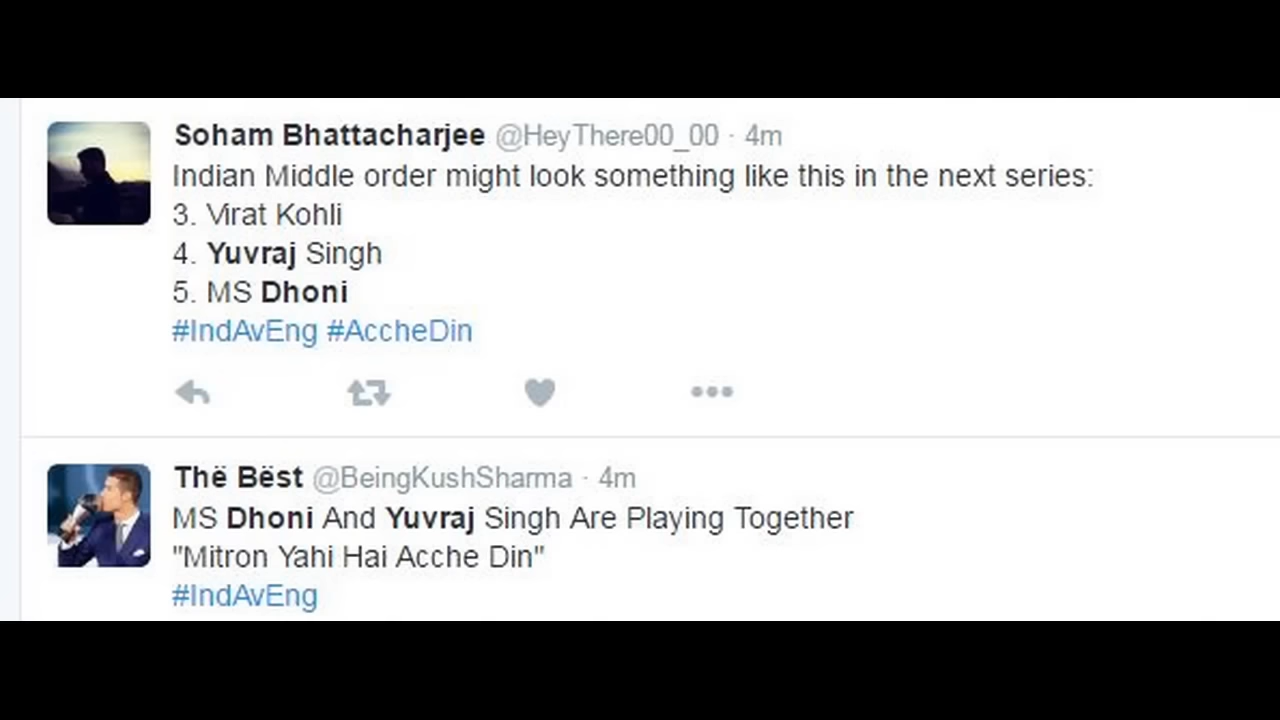 Soham Bhattacharjee @HeyThere00_00 · 4m
Indian Middle order might look something like this in the next series:
3. Virat Kohli
4. Yuvraj Singh
5. MS Dhoni
#IndAvEng #AccheDin
Thë Bëst @BeingKushSharma · 4m
MS Dhoni And Yuvraj Singh Are Playing Together
"Mitron Yahi Hai Acche Din"
#IndAvEng